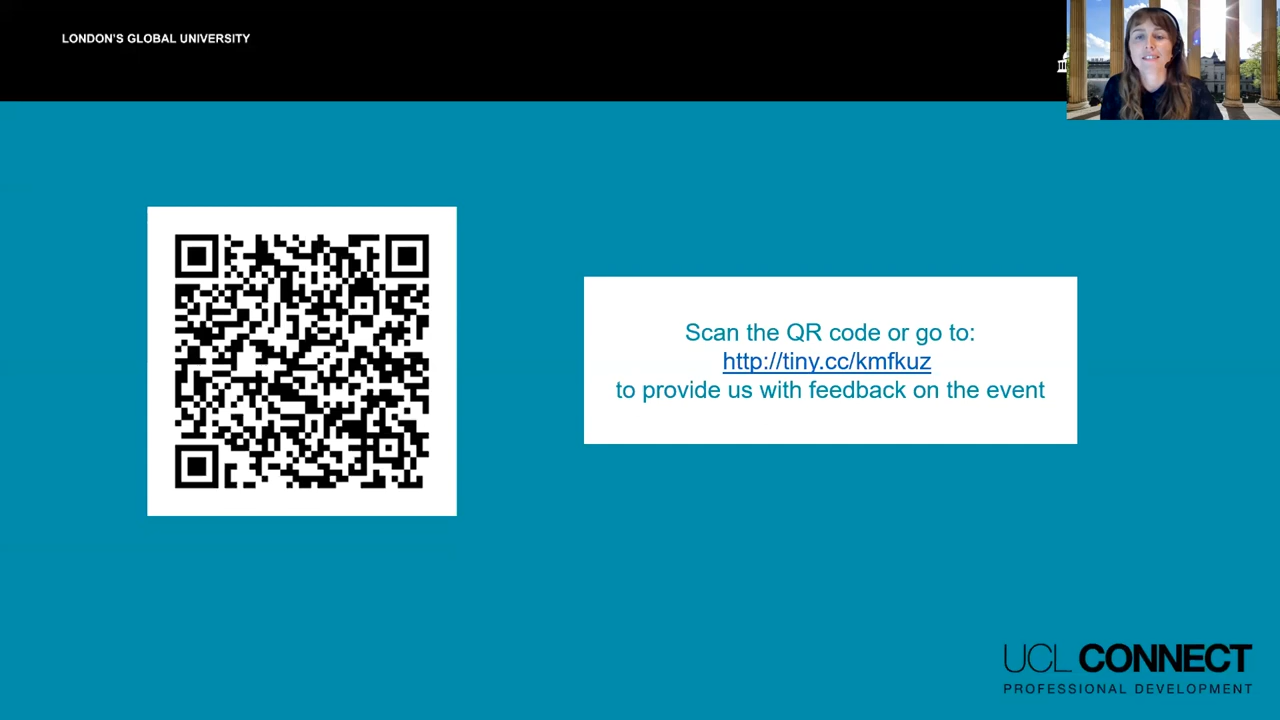 LONDON'S GLOBAL UNIVERSITY
Scan the QR code or go to:
http://tiny.cc/kmfkuz
to provide us with feedback on the event
UCL CONNECT
PROFESSIONAL DEVELOPMENT